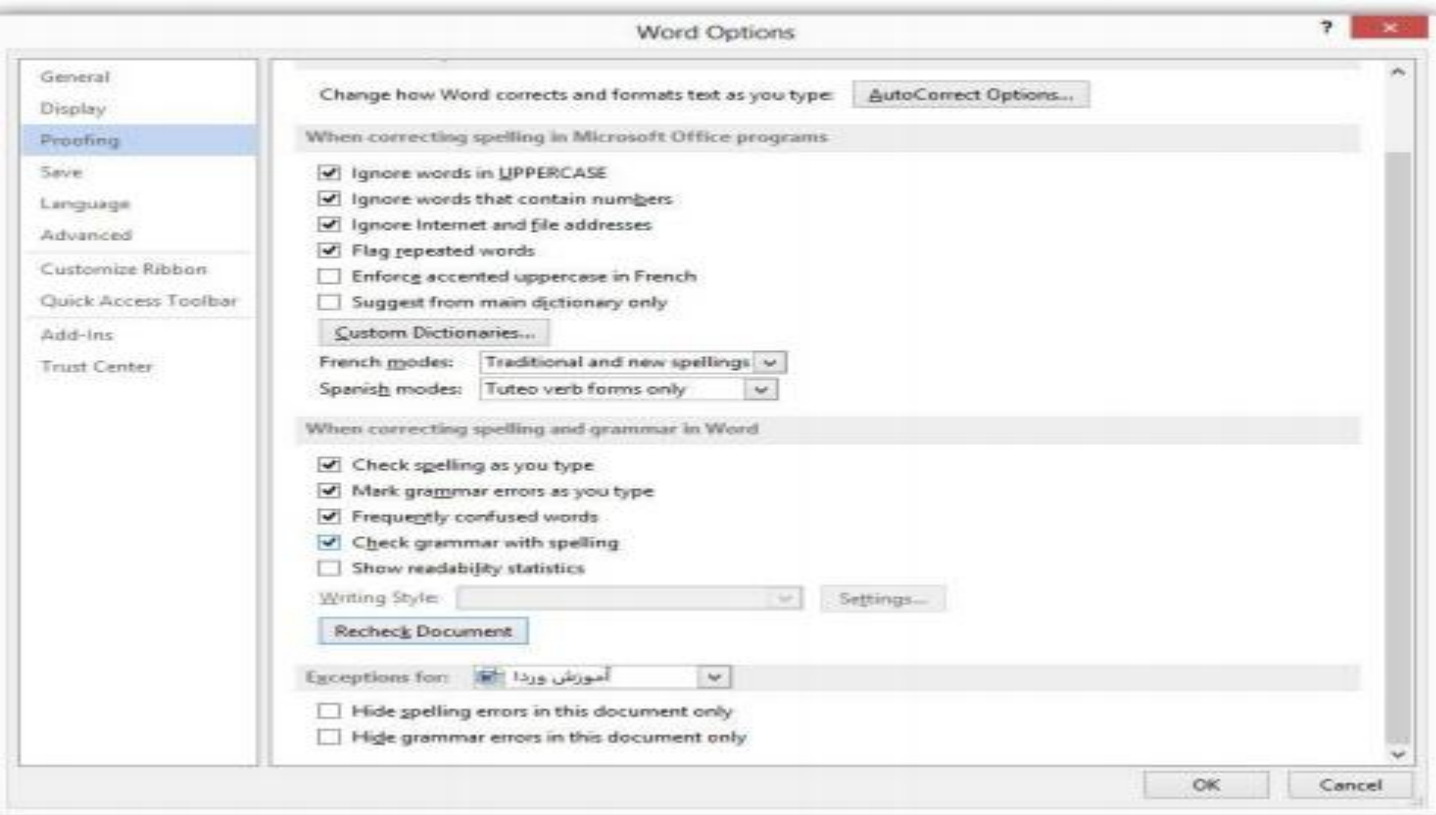 Word Options
?
General
Display
Proofing
Save
Language
Advanced
Customize Ribbon
Quick Access Toolbar
Add-Ins
Trust Center
Change how Word corrects and formats text as you type: AutoCorrect Options...
When correcting spelling in Microsoft Office programs
Ignore words in UPPERCASE
Ignore words that contain numbers
Ignore Internet and file addresses
Flag repeated words
Enforce accented uppercase in French
Suggest from main dictionary only
Custom Dictionaries...
French modes: Traditional and new spellings
Spanish modes: Tuteo verb forms only
When correcting spelling and grammar in Word
Check spelling as you type
Mark grammar errors as you type
Frequently confused words
Check grammar with spelling
Show readability statistics
Writing Style: Settings...
Recheck Document
Exceptions for: آموزش وردا
Hide spelling errors in this document only
Hide grammar errors in this document only
OK Cancel